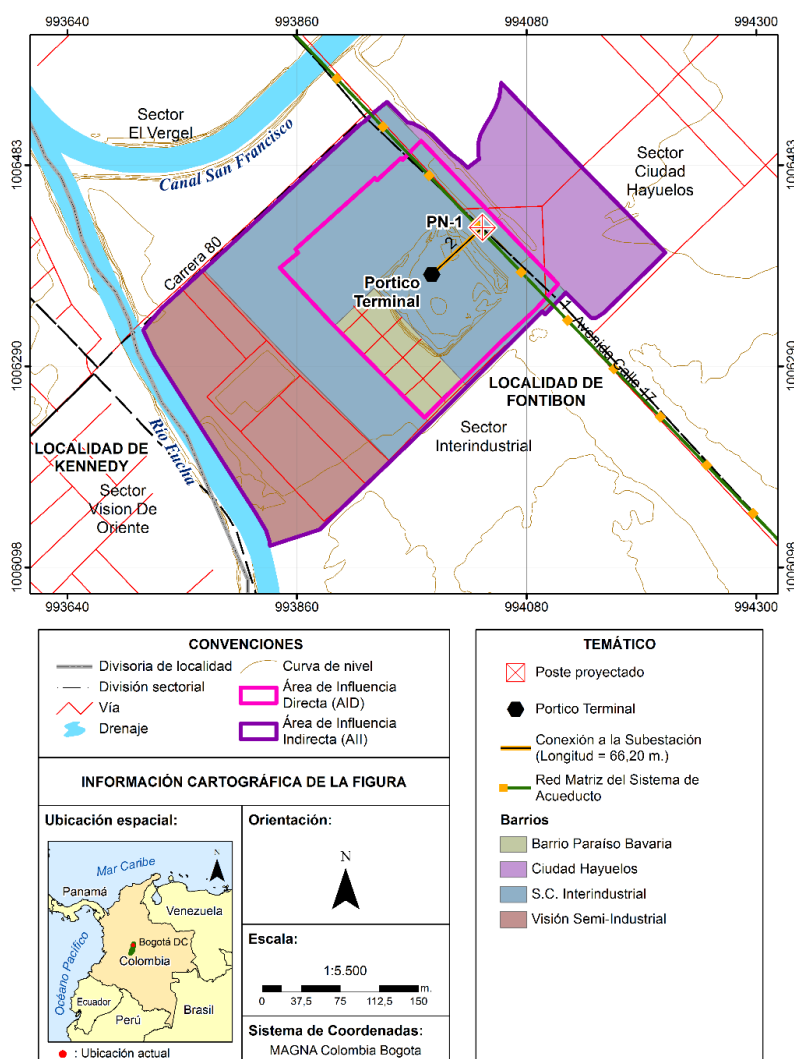 993640
993860
994080
994300
1006483
1006483
1006290
1006290
1006098
1006098
Sector
El Vergel
Canal San Francisco
Sector
Ciudad
Hayuelos
PN-1
2
Carrera 80
Portico
Terminal
1
Avenida Calle 17
LOCALIDAD DE
FONTIBON
Sector
Interindustrial
LOCALIDAD DE
KENNEDY
Rio Fucha
Sector
Vision De
Oriente
993640
993860
994080
994300
CONVENCIONES
Divisoria de localidad
División sectorial
Vía
Drenaje
Curva de nivel
Área de Influencia
Directa (AID)
Área de Influencia
Indirecta (AII)
INFORMACIÓN CARTOGRÁFICA DE LA FIGURA
Ubicación espacial:
N
Mar Caribe
Panamá
Venezuela
Océano Pacífico
Bogotá DC
Colombia
Ecuador
Perú
Brasil
: Ubicación actual
Orientación:
N
Escala:
1:5.500
m.
0 37,5 75 112,5 150
Sistema de Coordenadas:
MAGNA Colombia Bogota
TEMÁTICO
Poste proyectado
Portico Terminal
Conexión a la Subestación
(Longitud = 66,20 m.)
Red Matriz del Sistema de
Acueducto
Barrios
Barrio Paraíso Bavaria
Ciudad Hayuelos
S.C. Interindustrial
Visión Semi-Industrial